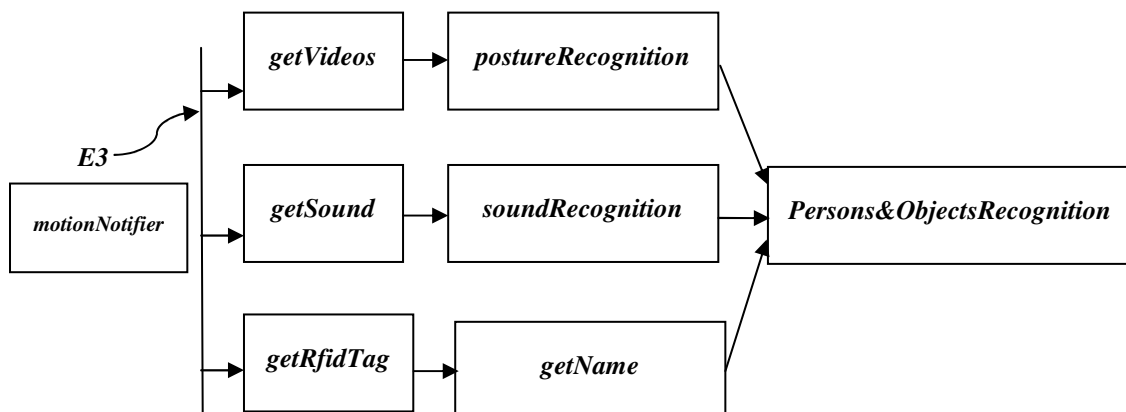 getVideos
postureRecognition
E3
motionNotifier
getSound
soundRecognition
Persons&ObjectsRecognition
getRfidTag
getName